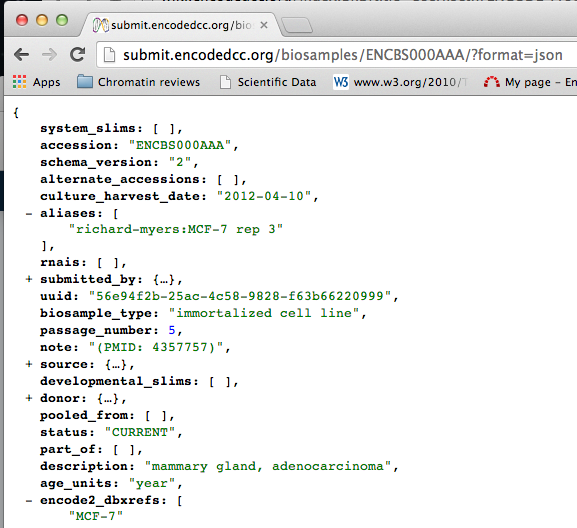 submit.encodedcc.org/bio
submit.encodedcc.org/biosamples/ENCBS000AAA/?format=json
Apps Chromatin reviews Scientific Data W3 www.w3.org/2010/T My page - En
{
system_slims: [ ],
accession: "ENCBS000AAA",
schema_version: "2",
alternate_accessions: [ ],
culture_harvest_date: "2012-04-10",
- aliases: [
"richard-myers:MCF-7 rep 3"
],
rnais: [ ],
+ submitted_by: {…},
uuid: "56e94f2b-25ac-4c58-9828-f63b66220999",
biosample_type: "immortalized cell line",
passage_number: 5,
note: "(PMID: 4357757)",
+ source: {…},
developmental_slims: [ ],
+ donor: {…},
pooled_from: [ ],
status: "CURRENT",
part_of: [ ],
description: "mammary gland, adenocarcinoma",
age_units: "year",
- encode2_dbxrefs: [
"MCF-7"